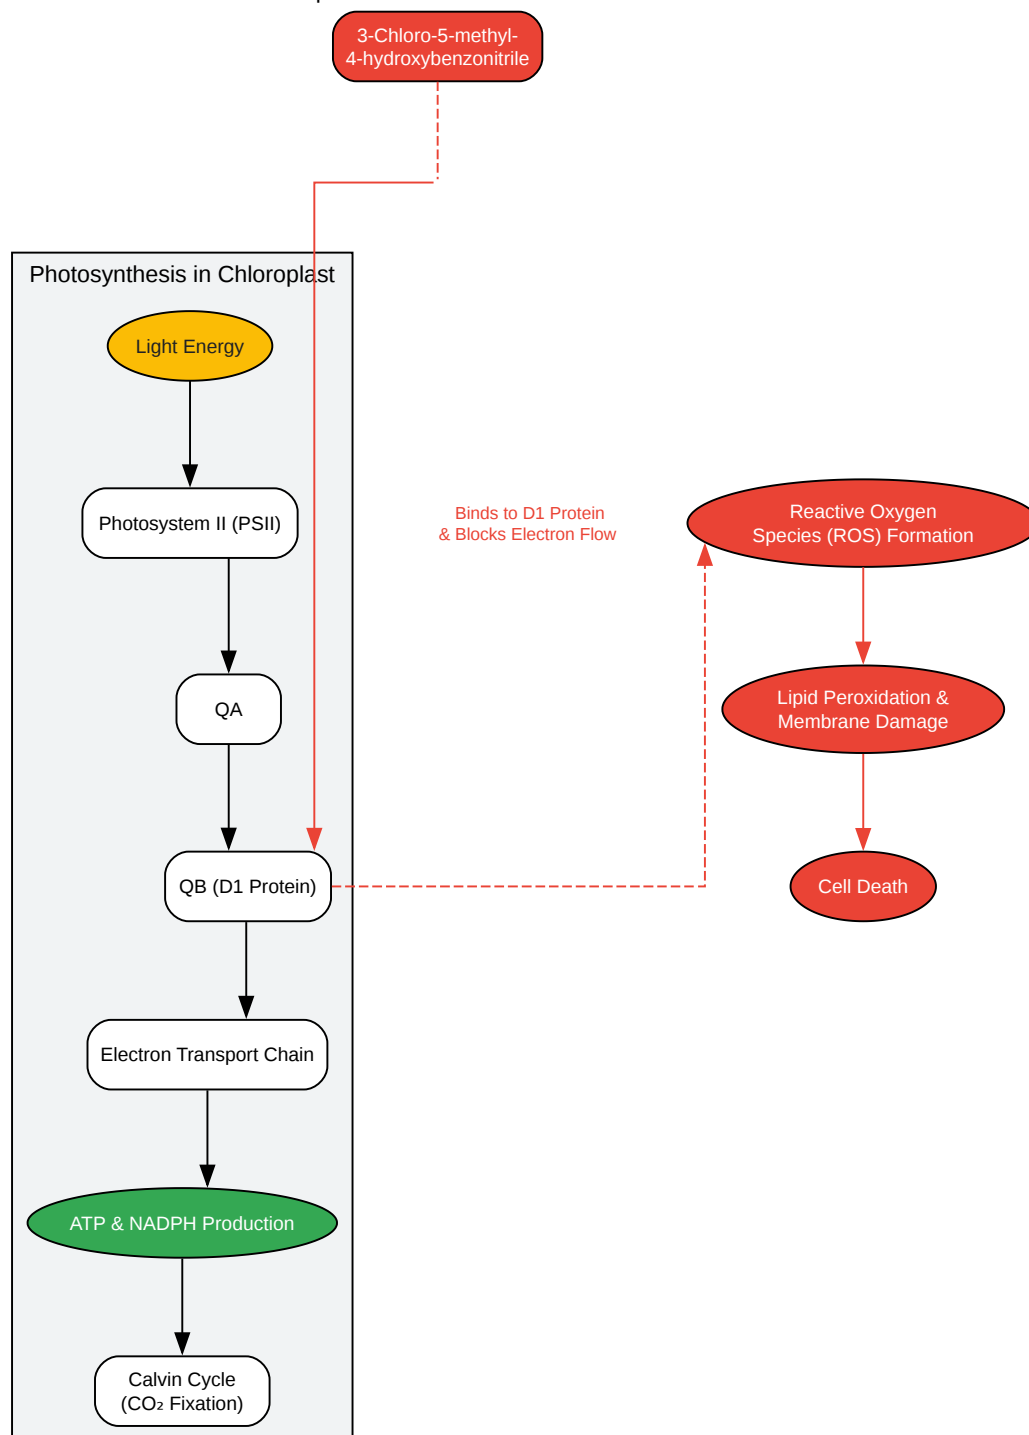 3-Chloro-5-methyl-
4-hydroxybenzonitrile
Photosynthesis in Chloroplast
Light Energy
Photosystem II (PSII)
Binds to D1 Protein
& Blocks Electron Flow
Reactive Oxygen
Species (ROS) Formation
QA
Lipid Peroxidation &
Membrane Damage
QB (D1 Protein)
Cell Death
Electron Transport Chain
ATP & NADPH Production
Calvin Cycle
(CO₂ Fixation)